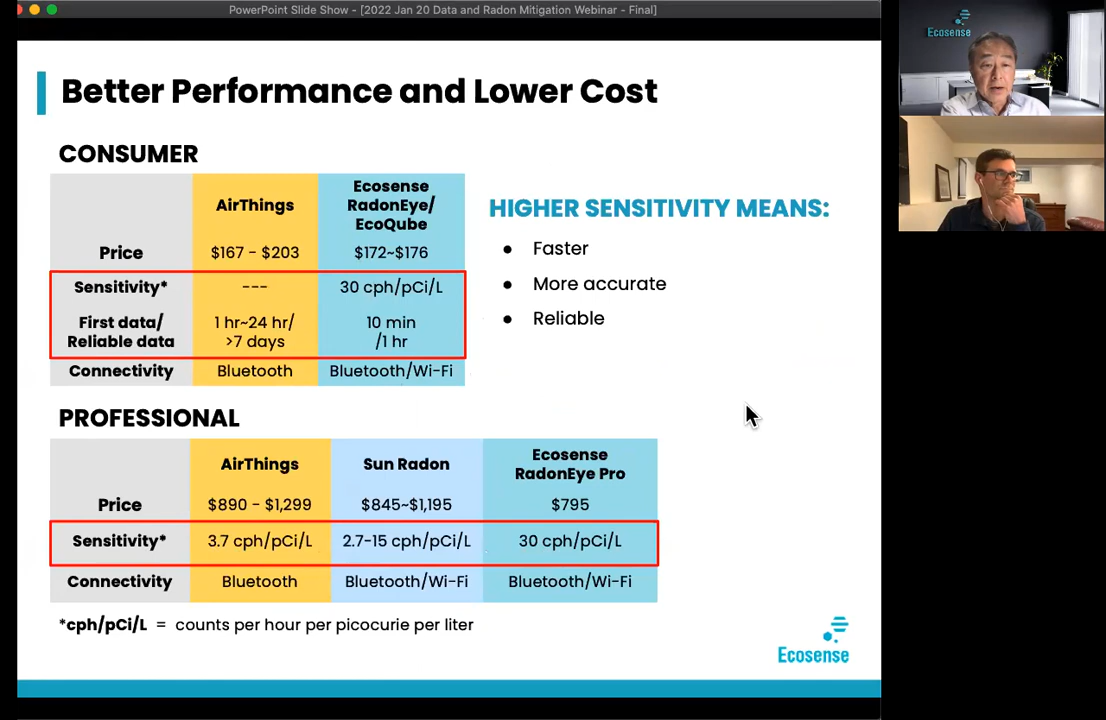 PowerPoint Slide Show - [2022 Jan 20 Data and Radon Mitigation Webinar - Final]
Ecosense
Better Performance and Lower Cost
CONSUMER
AirThings
Ecosense
RadonEye/
EcoQube
Price
$167 - $203
$172~$176
Sensitivity*
---
30 cph/pCi/L
First data/
Reliable data
1 hr~24 hr/
>7 days
10 min
/1 hr
Connectivity
Bluetooth
Bluetooth/Wi-Fi
HIGHER SENSITIVITY MEANS:
● Faster
● More accurate
● Reliable
PROFESSIONAL
AirThings
Sun Radon
Ecosense
RadonEye Pro
Price
$890 - $1,299
$845~$1,195
$795
Sensitivity*
3.7 cph/pCi/L
2.7-15 cph/pCi/L
30 cph/pCi/L
Connectivity
Bluetooth
Bluetooth/Wi-Fi
Bluetooth/Wi-Fi
*cph/pCi/L = counts per hour per picocurie per liter
Ecosense